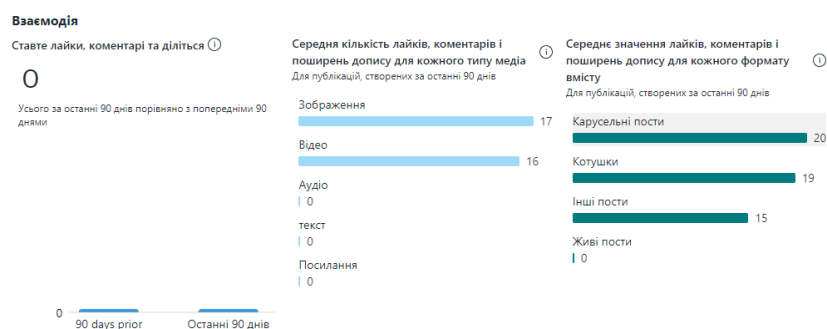 Взаємодія
Ставте лайки, коментарі та діліться
0
Усього за останні 90 днів порівняно з попередніми 90
днями
0
90 days prior
Останні 90 днів
Середня кількість лайків, коментарів і
поширень допису для кожного типу медіа
Для публікацій, створених за останні 90 днів
Зображення
17
Відео
16
Аудіо
0
текст
0
Посилання
0
Середнє значення лайків, коментарів і
поширень допису для кожного формату
вмісту
Для публікацій, створених за останні 90 днів
Карусельні пости
20
Котушки
19
Інші пости
15
Живі пости
0